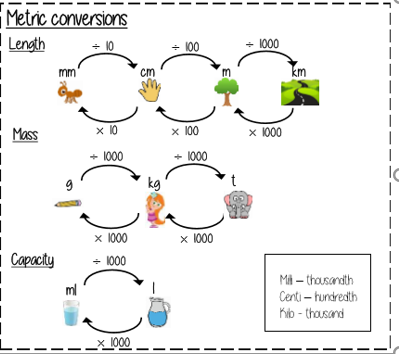 Metric conversions
Length
÷ 10 ÷ 100 ÷ 1000
mm cm m km
× 10 × 100 × 1000
Mass
÷ 1000 ÷ 1000
g kg t
× 1000 × 1000
Capacity
÷ 1000
ml l
× 1000
Milli – thousandth
Centi – hundredth
Kilo - thousand